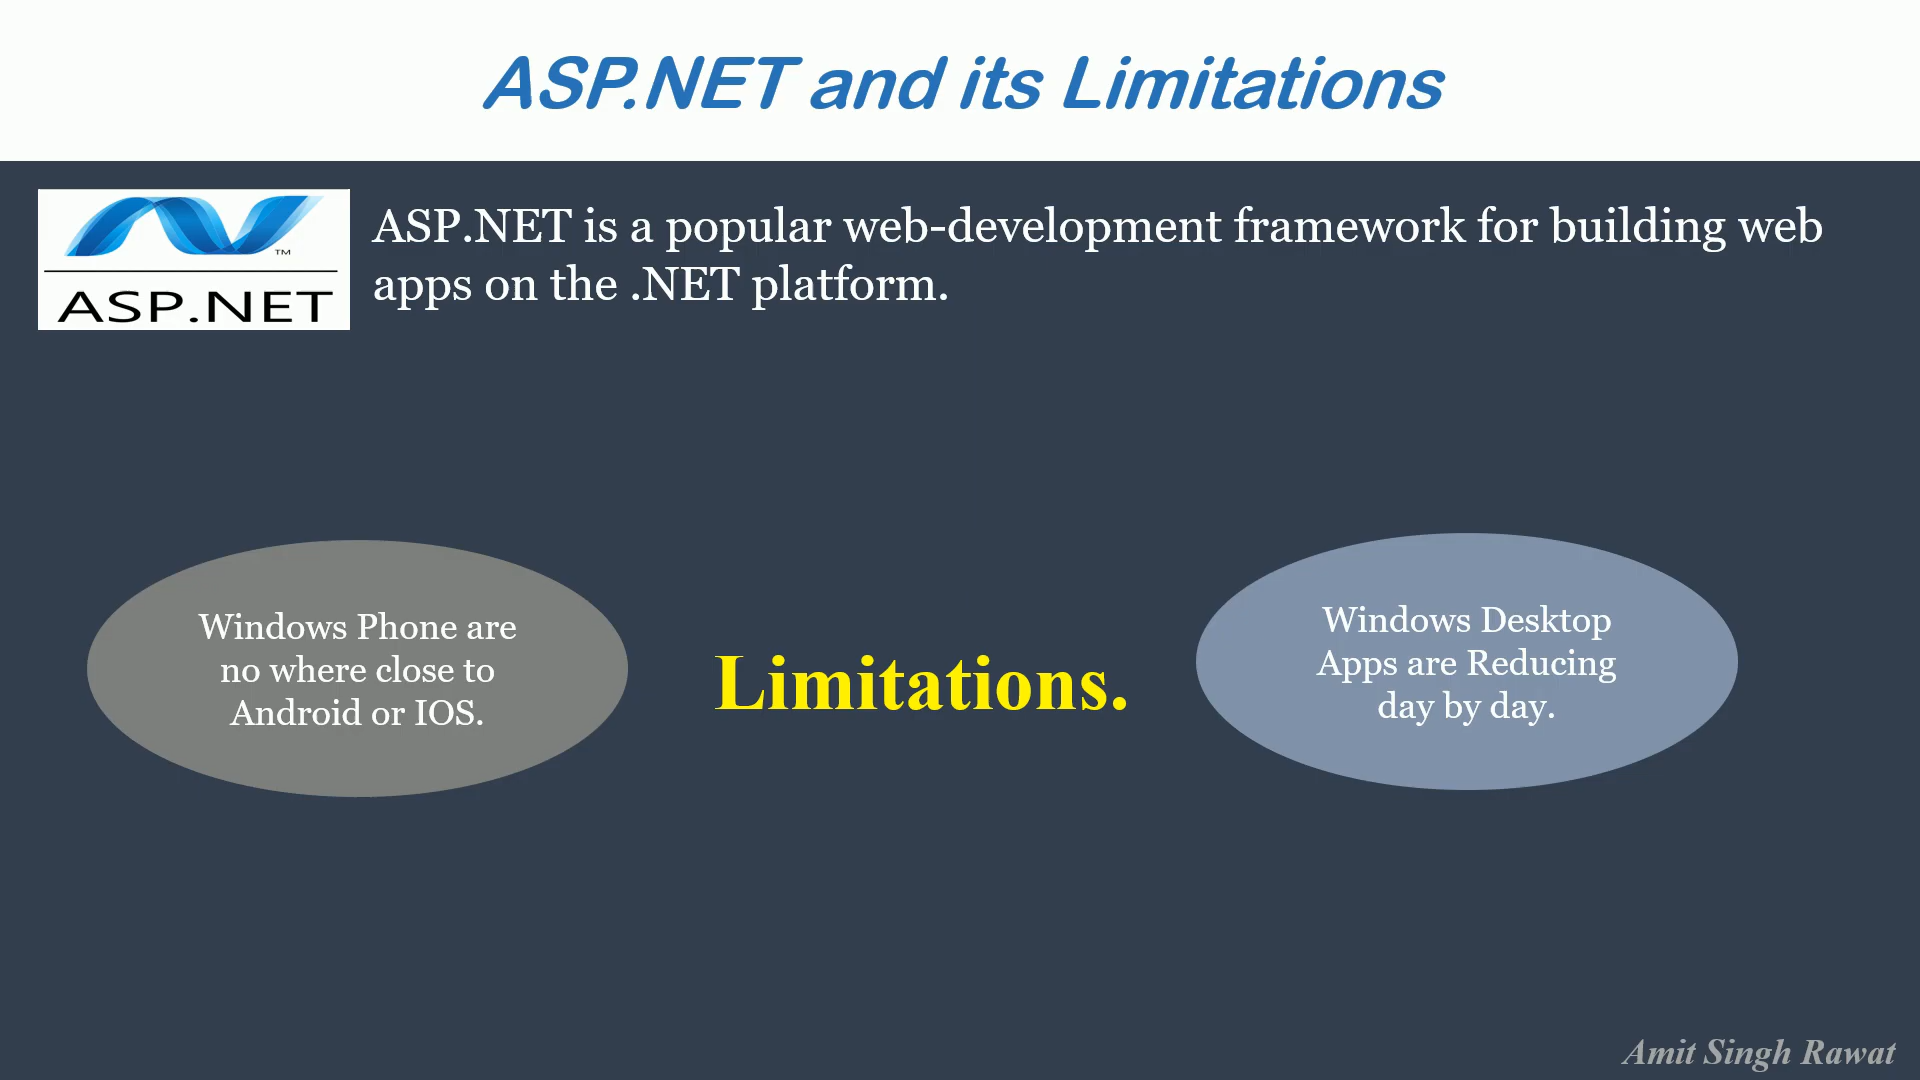 ASP.NET and its Limitations
TM
ASP.NET
ASP.NET is a popular web-development framework for building web
apps on the .NET platform.
Windows Phone are
no where close to
Android or IOS.
Limitations.
Windows Desktop
Apps are Reducing
day by day.
Amit Singh Rawat